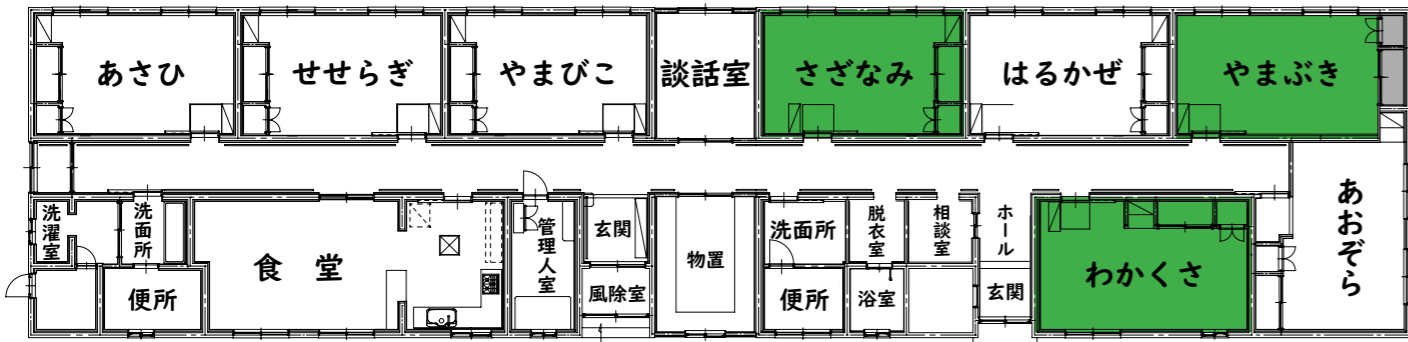 あさひ
せせらぎ
やまびこ
談話室
さざなみ
はるかぜ
やまぶき
洗濯室
洗面所
食堂
管理人室
玄関
物置
洗面所
脱衣室
相談室
ホール
わかくさ
あおぞら
便所
風除室
便所
浴室
玄関